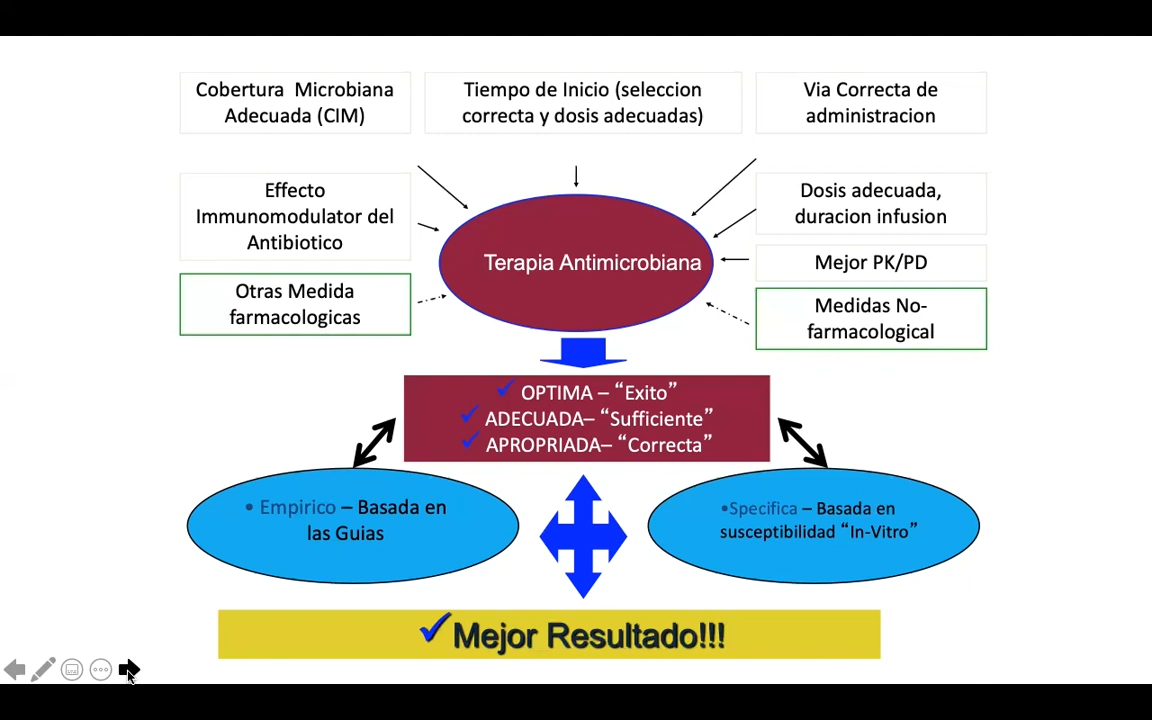 Cobertura Microbiana
Adecuada (CIM)
Tiempo de Inicio (seleccion
correcta y dosis adecuadas)
Via Correcta de
administracion
Effecto
Immunomodulator del
Antibiotico
Dosis adecuada,
duracion infusion
Terapia Antimicrobiana
Mejor PK/PD
Otras Medida
farmacologicas
Medidas No-
farmacological
✓ OPTIMA – “Exito”
✓ ADECUADA– “Sufficiente”
✓ APROPRIADA– “Correcta”
• Empirico – Basada en
las Guias
•Specifica – Basada en
susceptibilidad “In-Vitro”
✓Mejor Resultado!!!